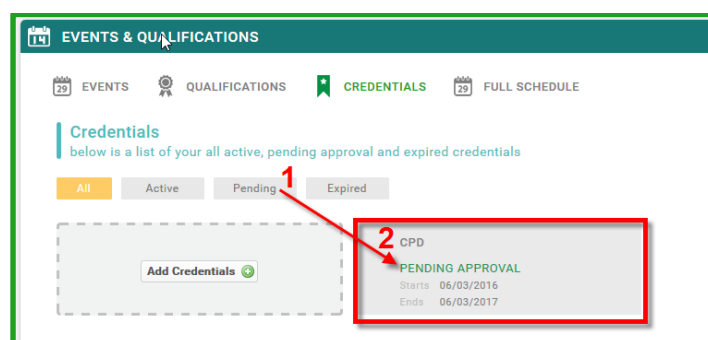 14 EVENTS & QUALIFICATIONS
29 EVENTS QUALIFICATIONS CREDENTIALS 29 FULL SCHEDULE
Credentials
below is a list of your all active, pending approval and expired credentials
1
All Active Pending Expired
2 CPD
Add Credentials
PENDING APPROVAL
Starts 06/03/2016
Ends 06/03/2017